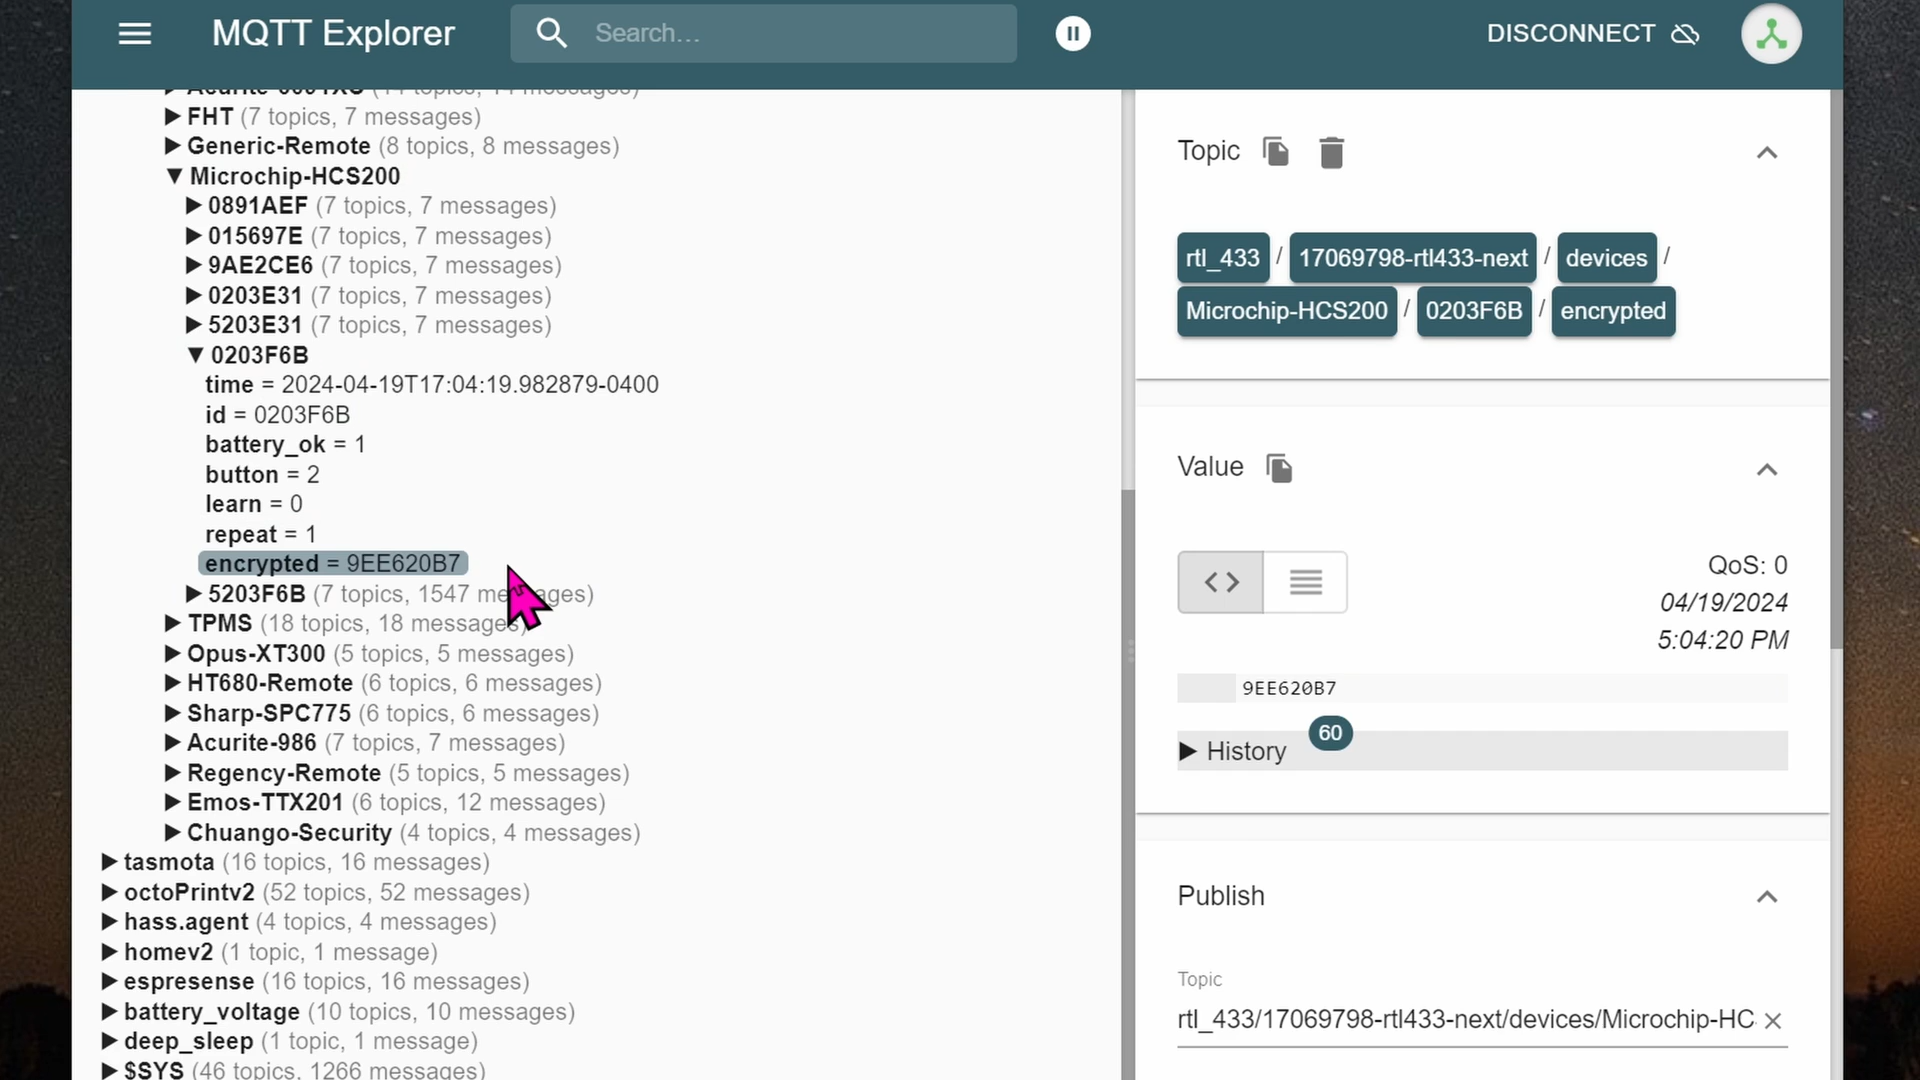 MQTT Explorer
Search...
DISCONNECT
Acurite-6091XC (14 topics, 14 messages)
FHT (7 topics, 7 messages)
Generic-Remote (8 topics, 8 messages)
Microchip-HCS200
0891AEF (7 topics, 7 messages)
015697E (7 topics, 7 messages)
9AE2CE6 (7 topics, 7 messages)
0203E31 (7 topics, 7 messages)
5203E31 (7 topics, 7 messages)
0203F6B
time = 2024-04-19T17:04:19.982879-0400
id = 0203F6B
battery_ok = 1
button = 2
learn = 0
repeat = 1
encrypted = 9EE620B7
5203F6B (7 topics, 1547 messages)
TPMS (18 topics, 18 messages)
Opus-XT300 (5 topics, 5 messages)
HT680-Remote (6 topics, 6 messages)
Sharp-SPC775 (6 topics, 6 messages)
Acurite-986 (7 topics, 7 messages)
Regency-Remote (5 topics, 5 messages)
Emos-TTX201 (6 topics, 12 messages)
Chuango-Security (4 topics, 4 messages)
tasmota (16 topics, 16 messages)
octoPrintv2 (52 topics, 52 messages)
hass.agent (4 topics, 4 messages)
homev2 (1 topic, 1 message)
espresense (16 topics, 16 messages)
battery_voltage (10 topics, 10 messages)
deep_sleep (1 topic, 1 message)
$SYS (46 topics, 1266 messages)
Topic
rtl_433 / 17069798-rtl433-next / devices /
Microchip-HCS200 / 0203F6B / encrypted
Value
QoS: 0
04/19/2024
5:04:20 PM
9EE620B7
History 60
Publish
Topic
rtl_433/17069798-rtl433-next/devices/Microchip-HC